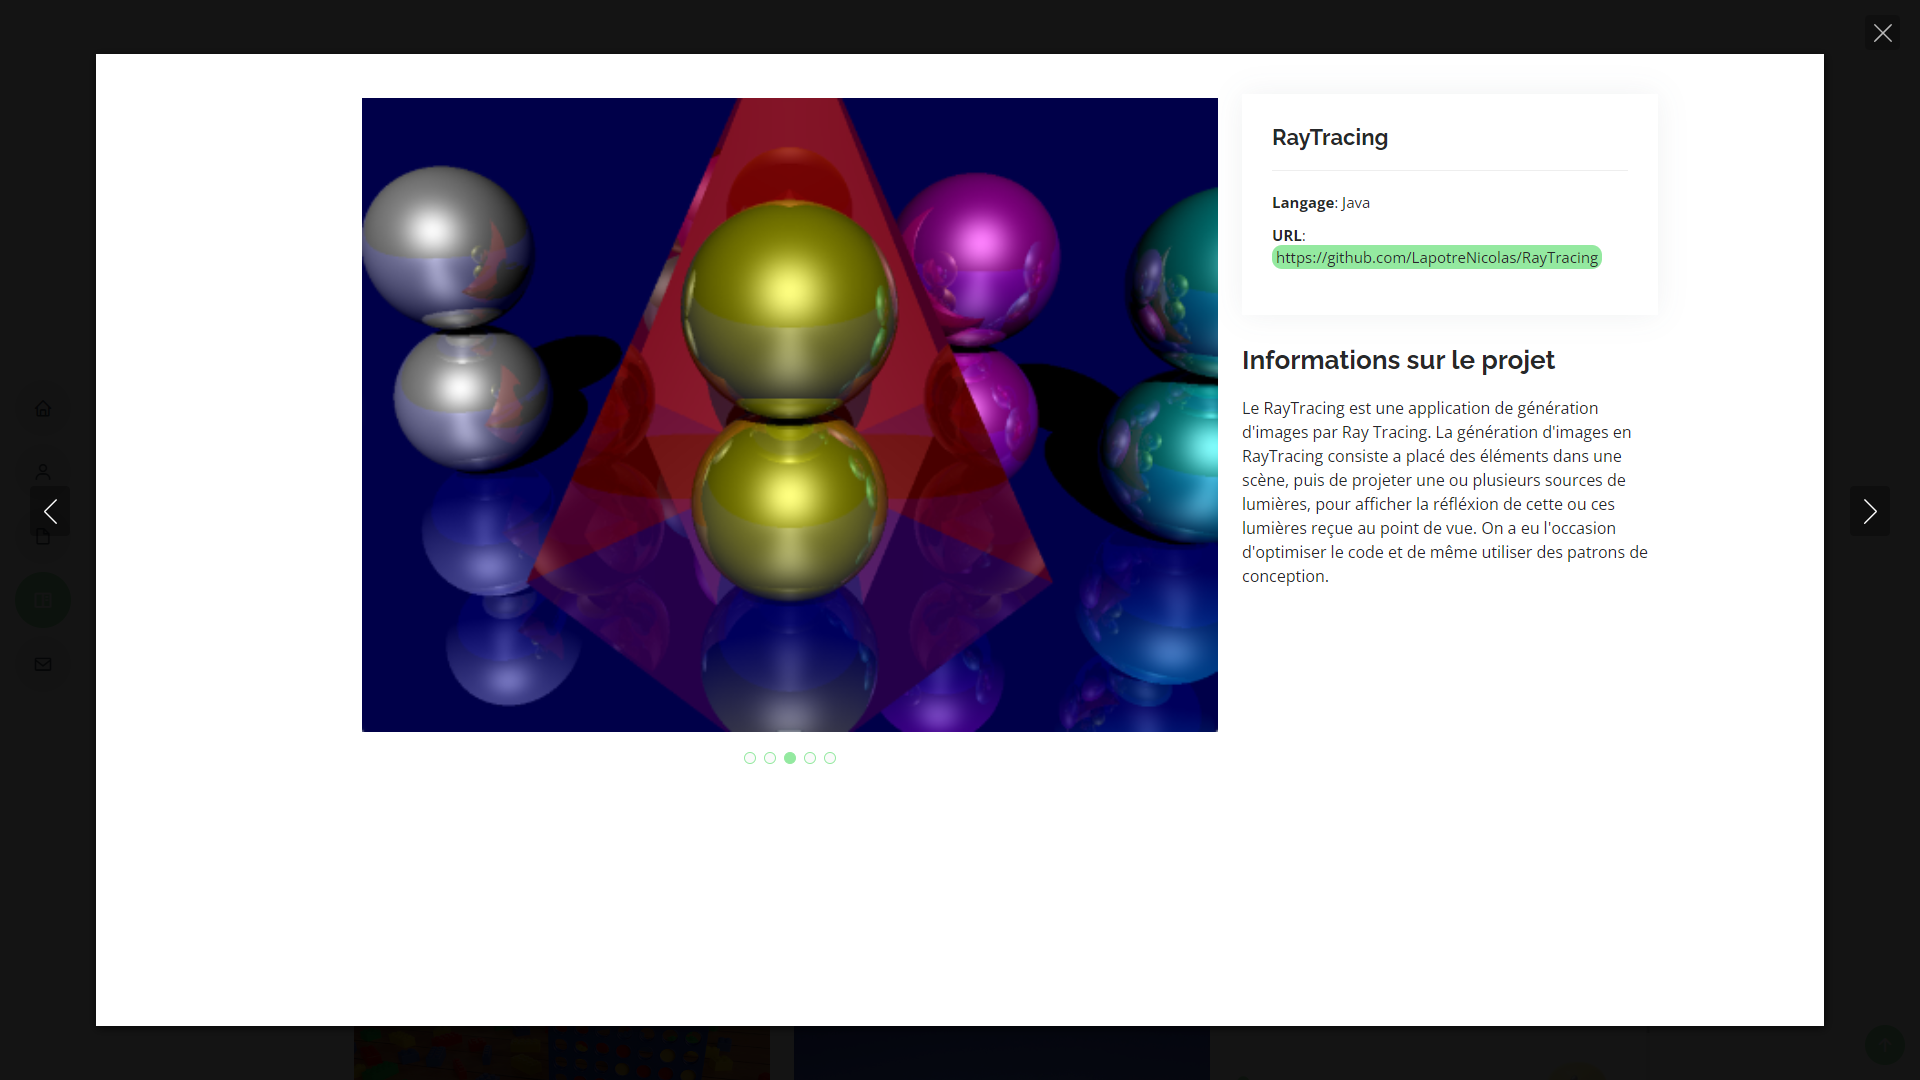 RayTracing
Langage: Java
URL:
https://github.com/LapotreNicolas/RayTracing
Informations sur le projet
Le RayTracing est une application de génération
d'images par Ray Tracing. La génération d'images en
RayTracing consiste a placé des éléments dans une
scène, puis de projeter une ou plusieurs sources de
lumières, pour afficher la réfléxion de cette ou ces
lumières reçue au point de vue. On a eu l'occasion
d'optimiser le code et de même utiliser des patrons de
conception.